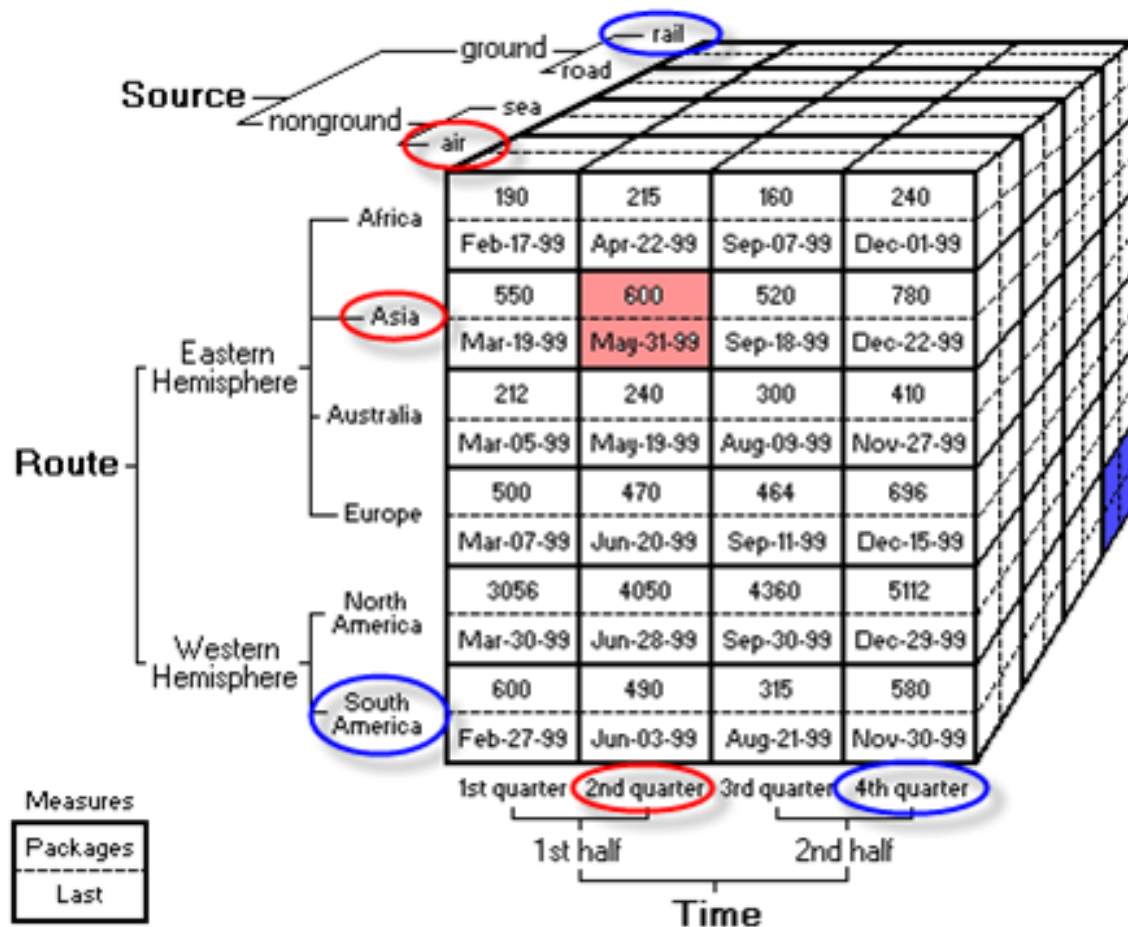 rail
ground
road
Source
sea
nonground
air
190 215 160 240
Africa
Feb-17-99 Apr-22-99 Sep-07-99 Dec-01-99
550 600 520 780
Asia
Mar-19-99 May-31-99 Sep-18-99 Dec-22-99
Eastern
Hemisphere
212 240 300 410
Australia
Mar-05-99 May-19-99 Aug-09-99 Nov-27-99
Route
500 470 464 696
Europe
Mar-07-99 Jun-20-99 Sep-11-99 Dec-15-99
3056 4050 4360 5112
North
America
Mar-30-99 Jun-28-99 Sep-30-99 Dec-29-99
Western
Hemisphere
600 490 315 580
South
America
Feb-27-99 Jun-03-99 Aug-21-99 Nov-30-99
1st quarter 2nd quarter 3rd quarter 4th quarter
Measures
Packages
Last
1st half 2nd half
Time